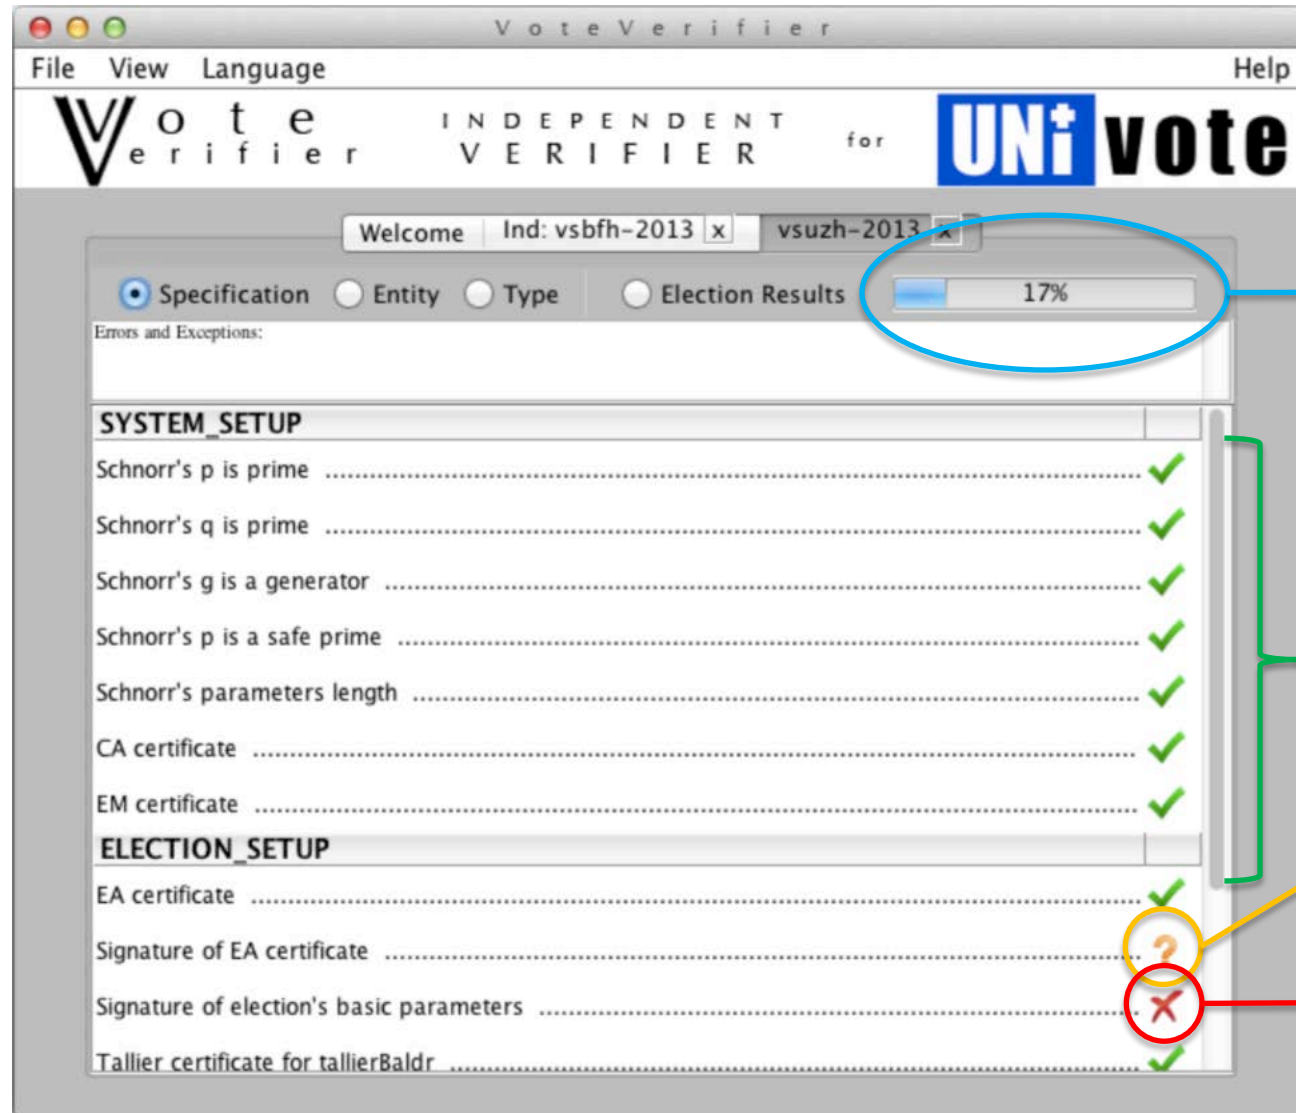 VoteVerifier
File View Language Help
Vote INDEPENDENT for UNi vote
Verifier VERIFIER
Welcome Ind: vsbfh-2013 x vsuzh-2013 x
Specification Entity Type Election Results 17%
Errors and Exceptions:
SYSTEM_SETUP
Schnorr's p is prime
Schnorr's q is prime
Schnorr's g is a generator
Schnorr's p is a safe prime
Schnorr's parameters length
CA certificate
EM certificate
ELECTION_SETUP
EA certificate
Signature of EA certificate ?
Signature of election's basic parameters
Tallier certificate for tallierBaldr